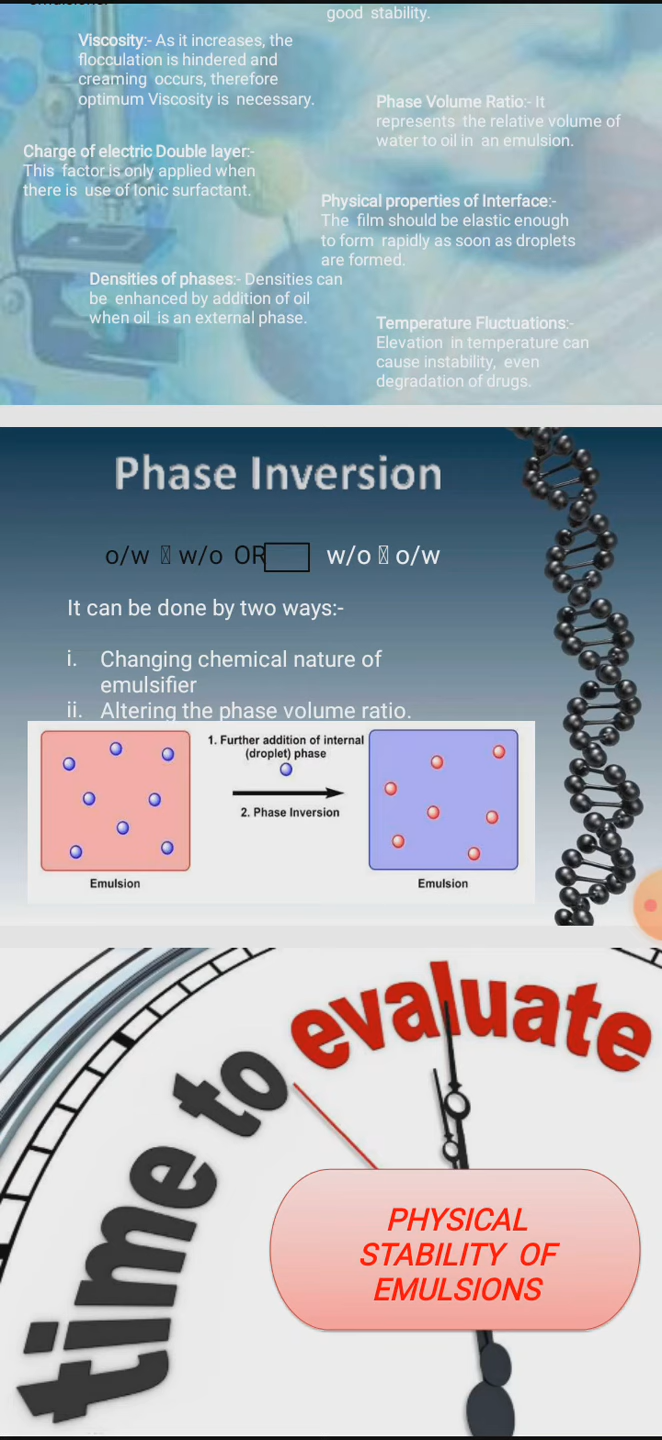 good stability.
Viscosity:- As it increases, the
flocculation is hindered and
creaming occurs, therefore
optimum Viscosity is necessary.
Phase Volume Ratio:- It
represents the relative volume of
water to oil in an emulsion.
Charge of electric Double layer:-
This factor is only applied when
there is use of Ionic surfactant.
Physical properties of Interface:-
The film should be elastic enough
to form rapidly as soon as droplets
are formed.
Densities of phases:- Densities can
be enhanced by addition of oil
when oil is an external phase.
Temperature Fluctuations:-
Elevation in temperature can
cause instability, even
degradation of drugs.
Phase Inversion
o/w w/o OR w/o o/w
It can be done by two ways:-
i. Changing chemical nature of
emulsifier
ii. Altering the phase volume ratio.
1. Further addition of internal
(droplet) phase
2. Phase Inversion
Emulsion
Emulsion
time to evaluate
PHYSICAL
STABILITY OF
EMULSIONS